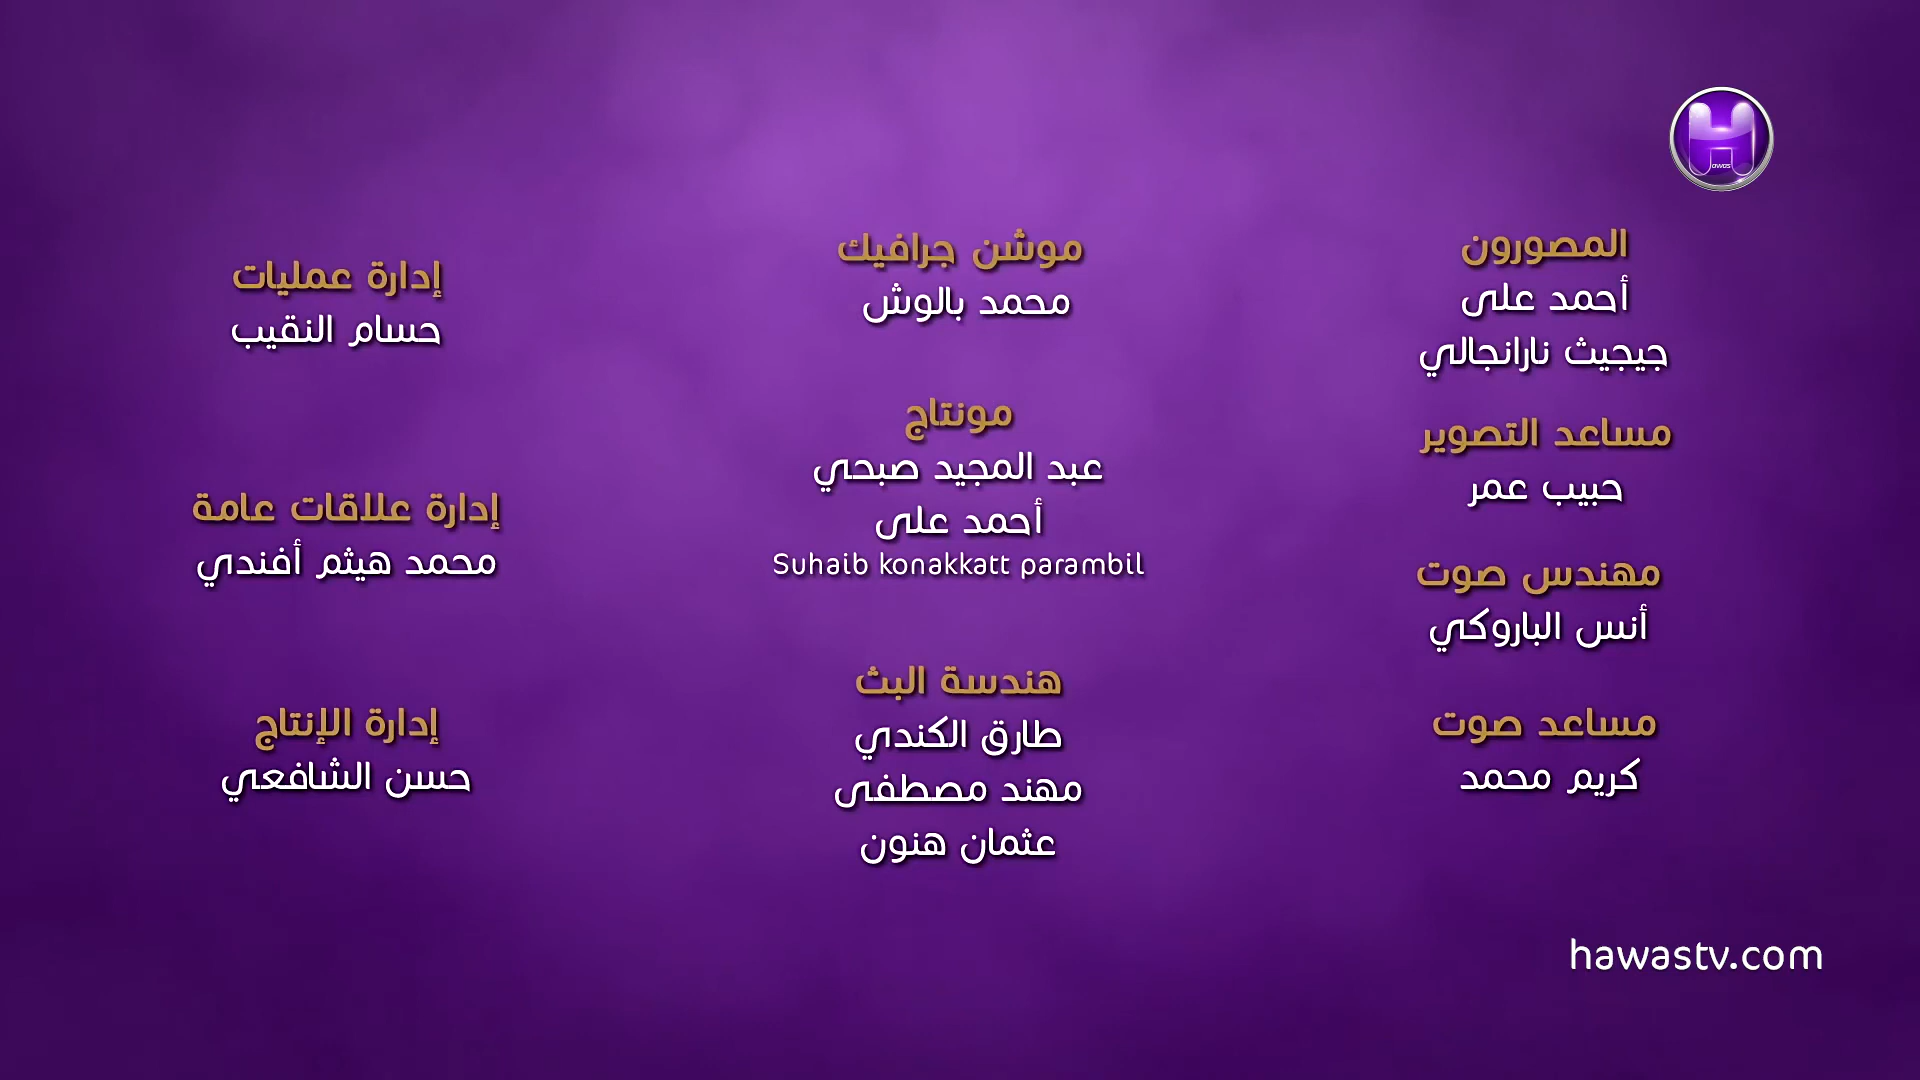 awas
المصورون
أحمد على
جيجيث نارانجالي
مساعد التصوير
حبيب عمر
مهندس صوت
أنس الباروكي
مساعد صوت
كريم محمد
موشن جرافيك
محمد بالوش
مونتاج
عبد المجيد صبحي
أحمد على
Suhaib konakkatt parambil
هندسة البث
طارق الكندي
مهند مصطفى
عثمان هنون
إدارة عمليات
حسام النقيب
إدارة علاقات عامة
محمد هيثم أفندي
إدارة الإنتاج
حسن الشافعي
hawastv.com